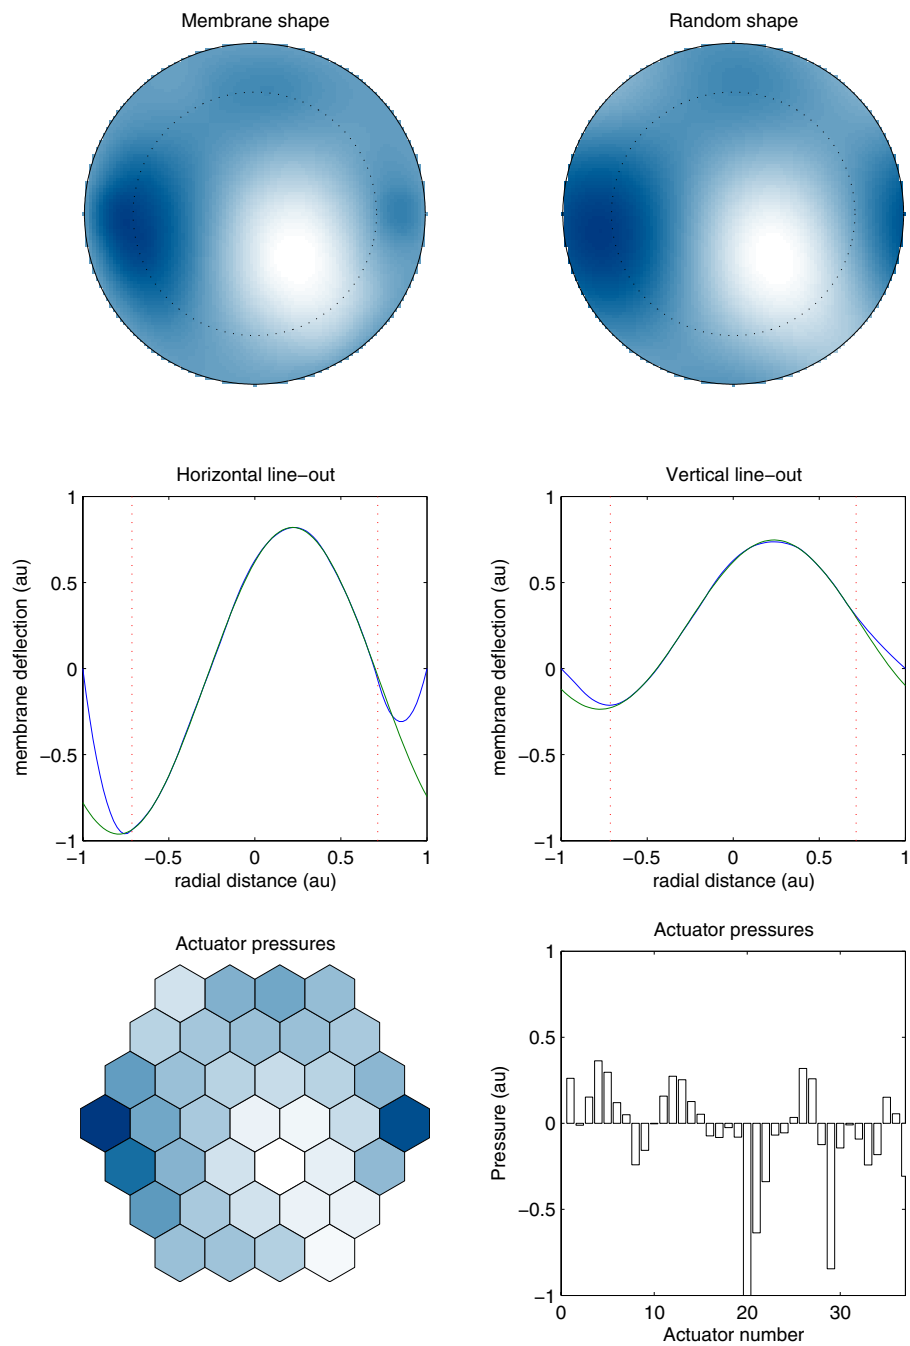 Membrane shape
Random shape
Horizontal line−out
1
0.5
0
−0.5
−1
membrane deflection (au)
−1
−0.5
0
0.5
1
radial distance (au)
Vertical line−out
1
0.5
0
−0.5
−1
membrane deflection (au)
−1
−0.5
0
0.5
1
radial distance (au)
Actuator pressures
Actuator pressures
1
0.5
0
−0.5
−1
Pressure (au)
0
10
20
30
Actuator number